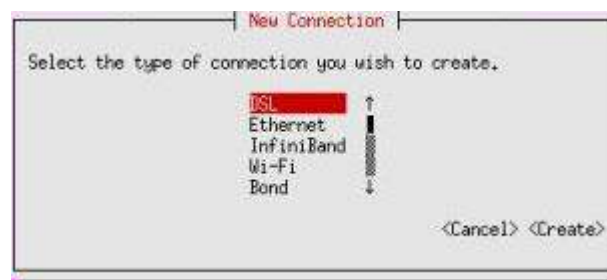 New Connection
Select the type of connection you wish to create.
DSL
Ethernet
InfiniBand
Wi-Fi
Bond
<Cancel> <Create>